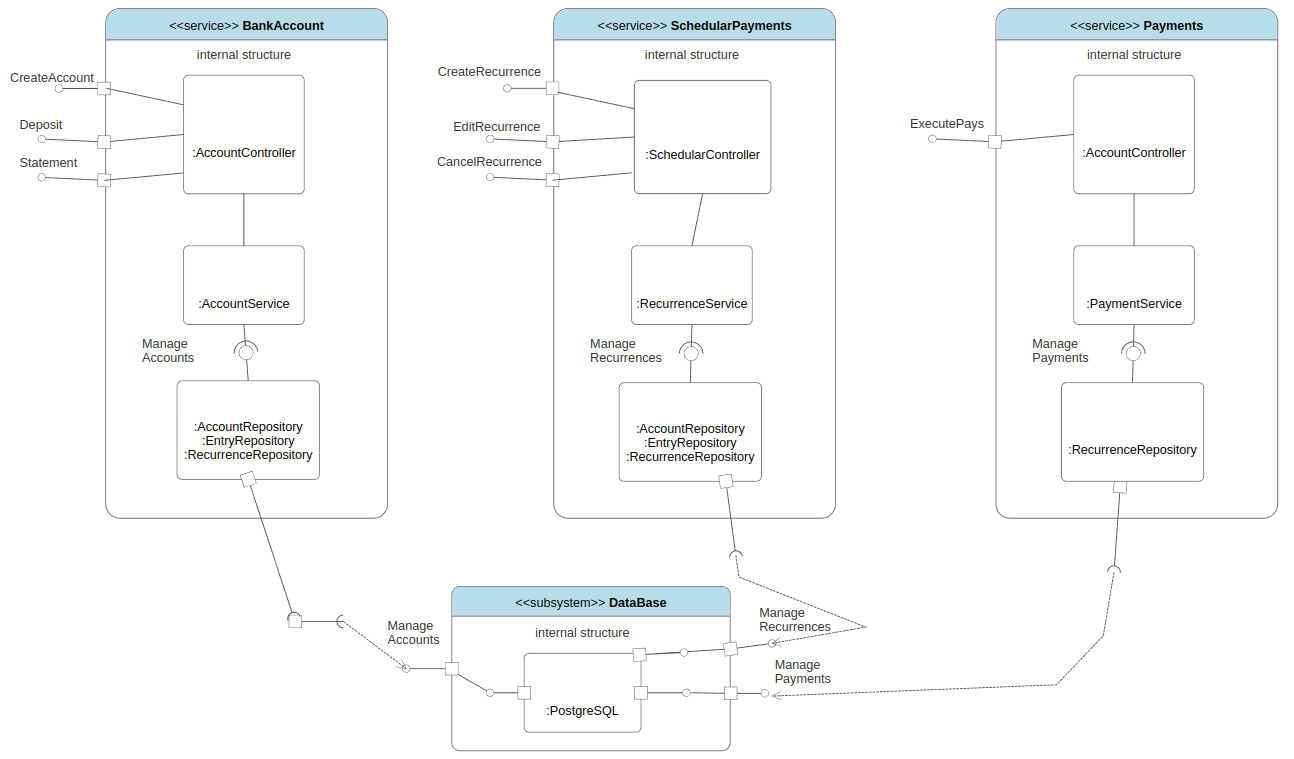 <<service>> BankAccount
internal structure
CreateAccount
Deposit
Statement
:AccountController
:AccountService
Manage
Accounts
:AccountRepository
:EntryRepository
:RecurrenceRepository
<<service>> SchedularPayments
internal structure
CreateRecurrence
EditRecurrence
CancelRecurrence
:SchedularController
:RecurrenceService
Manage
Recurrences
:AccountRepository
:EntryRepository
:RecurrenceRepository
<<service>> Payments
internal structure
ExecutePays
:AccountController
:PaymentService
Manage
Payments
:RecurrenceRepository
<<subsystem>> DataBase
internal structure
Manage
Accounts
Manage
Recurrences
Manage
Payments
:PostgreSQL